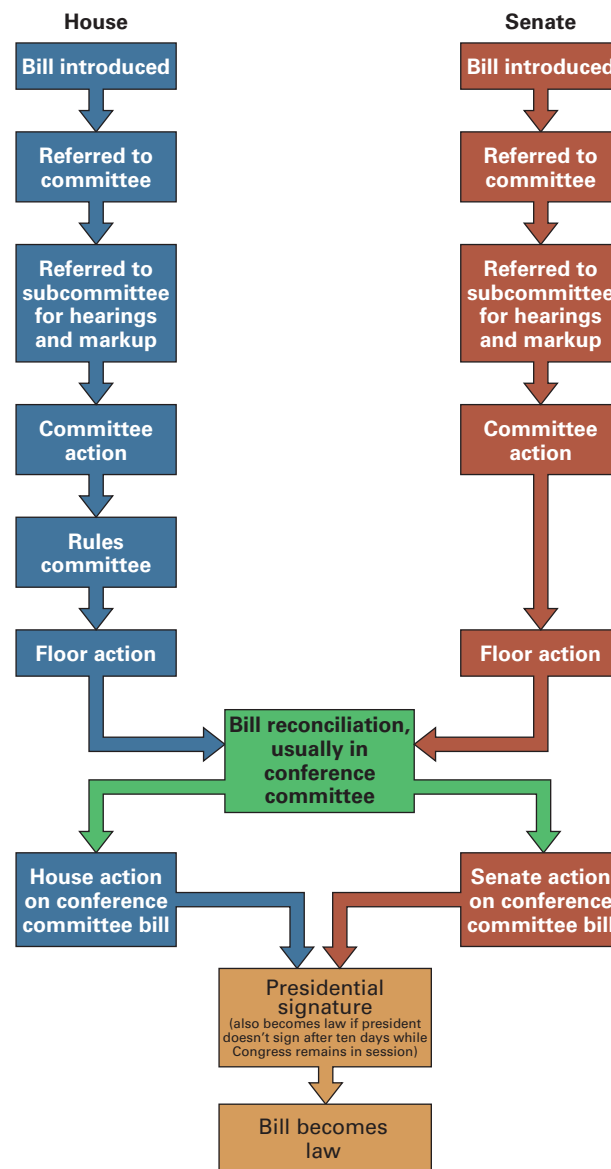 House
Bill introduced
Referred to
committee
Referred to
subcommittee
for hearings
and markup
Committee
action
Rules
committee
Floor action
Senate
Bill introduced
Referred to
committee
Referred to
subcommittee
for hearings
and markup
Committee
action
Floor action
Bill reconciliation,
usually in
conference
committee
House action
on conference
committee bill
Senate action
on conference
committee bill
Presidential
signature
(also becomes law if president
doesn't sign after ten days while
Congress remains in session)
Bill becomes
law